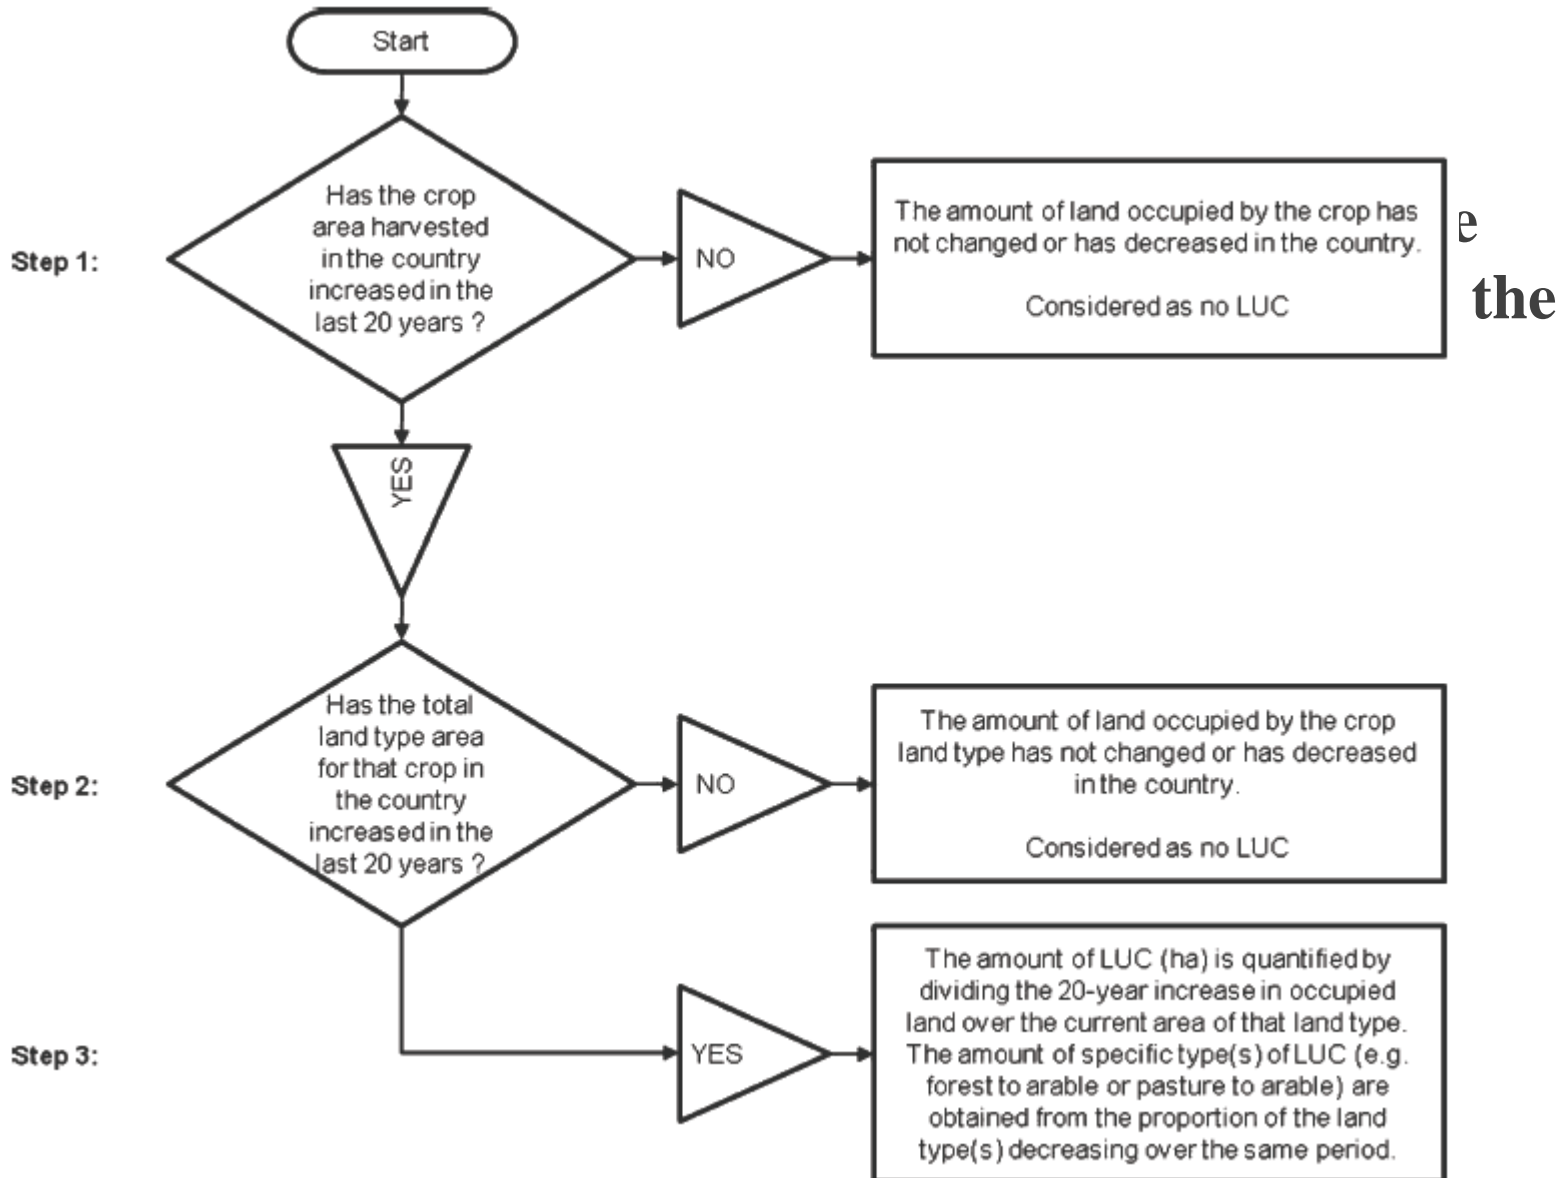 Start
Step 1:
Has the crop
area harvested
in the country
increased in the
last 20 years ?
NO
The amount of land occupied by the crop has
not changed or has decreased in the country.
Considered as no LUC
e
the
YES
Step 2:
Has the total
land type area
for that crop in
the country
increased in the
last 20 years ?
NO
The amount of land occupied by the crop
land type has not changed or has decreased
in the country.
Considered as no LUC
Step 3:
YES
The amount of LUC (ha) is quantified by
dividing the 20-year increase in occupied
land over the current area of that land type.
The amount of specific type(s) of LUC (e.g.
forest to arable or pasture to arable) are
obtained from the proportion of the land
type(s) decreasing over the same period.